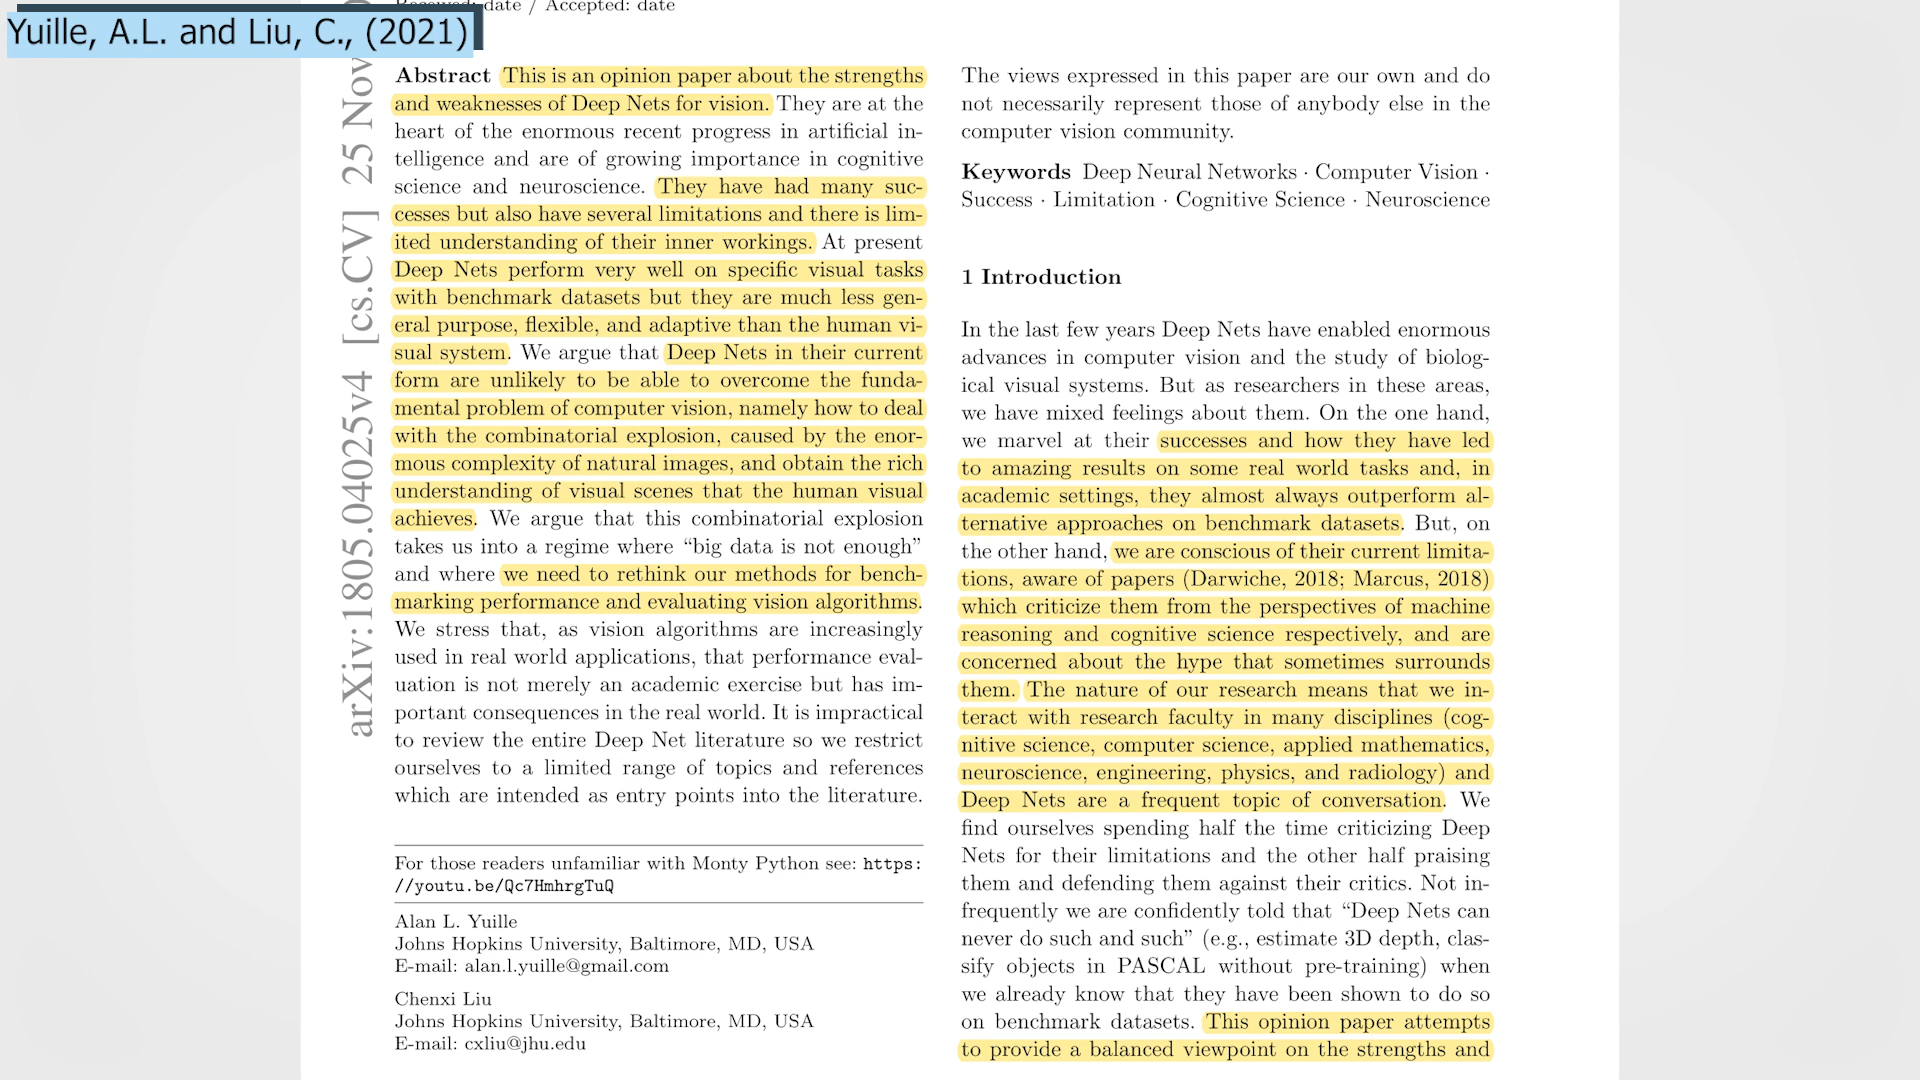 Received: date / Accepted: date
Yuille, A.L. and Liu, C., (2021)
arXiv:1805.04025v4 [cs.CV] 25 Nov
Abstract This is an opinion paper about the strengths
and weaknesses of Deep Nets for vision. They are at the
heart of the enormous recent progress in artificial in-
telligence and are of growing importance in cognitive
science and neuroscience. They have had many suc-
cesses but also have several limitations and there is lim-
ited understanding of their inner workings. At present
Deep Nets perform very well on specific visual tasks
with benchmark datasets but they are much less gen-
eral purpose, flexible, and adaptive than the human vi-
sual system. We argue that Deep Nets in their current
form are unlikely to be able to overcome the funda-
mental problem of computer vision, namely how to deal
with the combinatorial explosion, caused by the enor-
mous complexity of natural images, and obtain the rich
understanding of visual scenes that the human visual
achieves. We argue that this combinatorial explosion
takes us into a regime where “big data is not enough”
and where we need to rethink our methods for bench-
marking performance and evaluating vision algorithms.
We stress that, as vision algorithms are increasingly
used in real world applications, that performance eval-
uation is not merely an academic exercise but has im-
portant consequences in the real world. It is impractical
to review the entire Deep Net literature so we restrict
ourselves to a limited range of topics and references
which are intended as entry points into the literature.
For those readers unfamiliar with Monty Python see: https:
//youtu.be/Qc7HmhrgTuQ
Alan L. Yuille
Johns Hopkins University, Baltimore, MD, USA
E-mail: alan.l.yuille@gmail.com
Chenxi Liu
Johns Hopkins University, Baltimore, MD, USA
E-mail: cxliu@jhu.edu
The views expressed in this paper are our own and do
not necessarily represent those of anybody else in the
computer vision community.
Keywords Deep Neural Networks · Computer Vision ·
Success · Limitation · Cognitive Science · Neuroscience
1 Introduction
In the last few years Deep Nets have enabled enormous
advances in computer vision and the study of biolog-
ical visual systems. But as researchers in these areas,
we have mixed feelings about them. On the one hand,
we marvel at their successes and how they have led
to amazing results on some real world tasks and, in
academic settings, they almost always outperform al-
ternative approaches on benchmark datasets. But, on
the other hand, we are conscious of their current limita-
tions, aware of papers (Darwiche, 2018; Marcus, 2018)
which criticize them from the perspectives of machine
reasoning and cognitive science respectively, and are
concerned about the hype that sometimes surrounds
them. The nature of our research means that we in-
teract with research faculty in many disciplines (cog-
nitive science, computer science, applied mathematics,
neuroscience, engineering, physics, and radiology) and
Deep Nets are a frequent topic of conversation. We
find ourselves spending half the time criticizing Deep
Nets for their limitations and the other half praising
them and defending them against their critics. Not in-
frequently we are confidently told that “Deep Nets can
never do such and such” (e.g., estimate 3D depth, clas-
sify objects in PASCAL without pre-training) when
we already know that they have been shown to do so
on benchmark datasets. This opinion paper attempts
to provide a balanced viewpoint on the strengths and